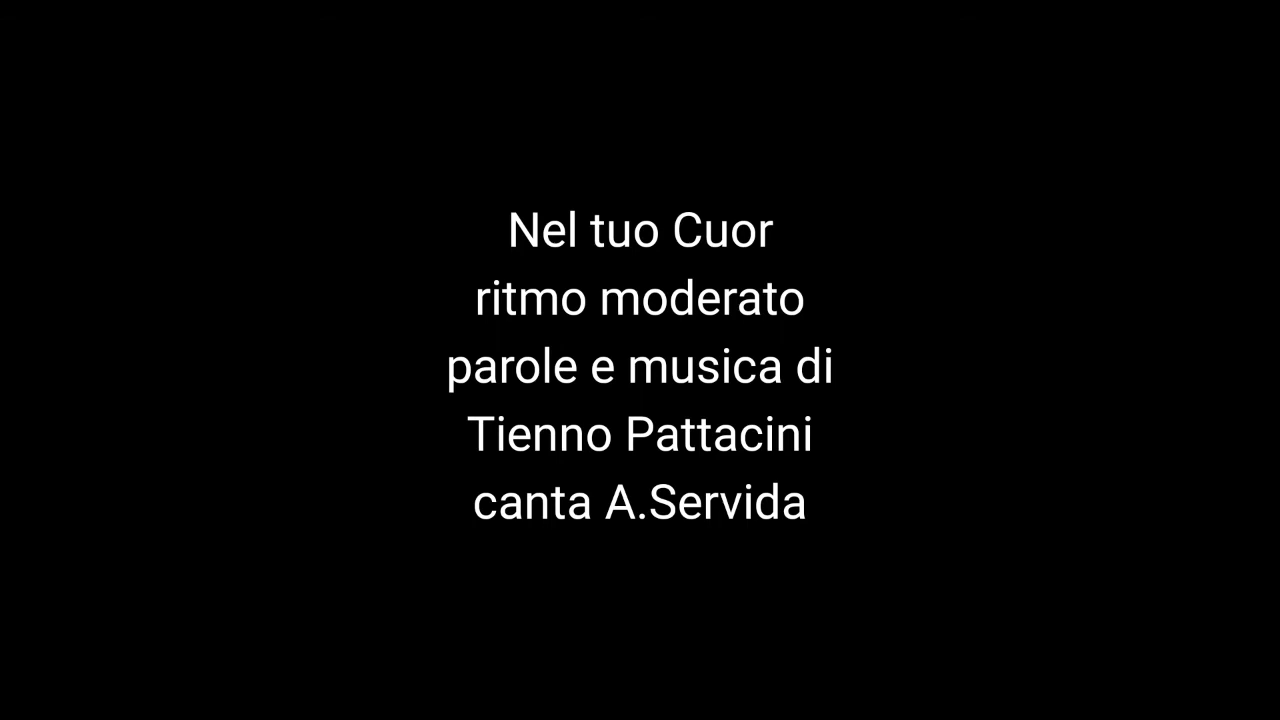 Nel tuo Cuor
ritmo moderato
parole e musica di
Tienno Pattacini
canta A.Servida